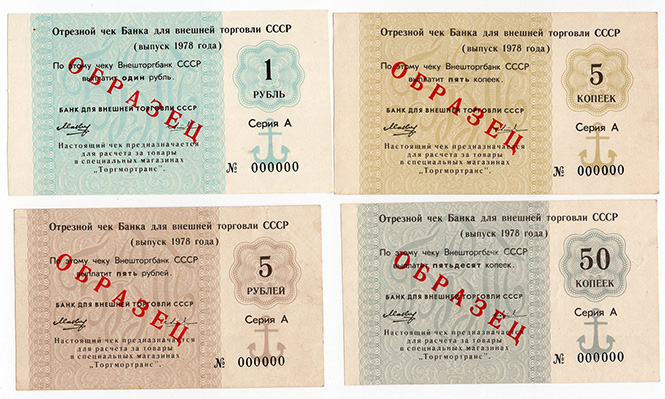 Отрезной чек Банка для внешней торговли СССР
(выпуск 1978 года)
По этому чеку Внешторгбанк СССР
выплатит один рубль.
1
РУБЛЬ
БАНК ДЛЯ ВНЕШНЕЙ ТОРГОВЛИ СССР
Серия А
Настоящий чек предназначается
для расчета за товары
в специальных магазинах
„Торгмортранс".
№ 000000
ОБРАЗЕЦ
Отрезной чек Банка для внешней торговли СССР
(выпуск 1978 года)
По этому чеку Внешторгбанк СССР
выплатит пять копеек.
5
КОПЕЕК
БАНК ДЛЯ ВНЕШНЕЙ ТОРГОВЛИ СССР
Серия А
Настоящий чек предназначается
для расчета за товары
в специальных магазинах
„Торгмортранс".
№ 000000
ОБРАЗЕЦ
Отрезной чек Банка для внешней торговли СССР
(выпуск 1978 года)
По этому чеку Внешторгбанк СССР
выплатит пять рублей.
5
РУБЛЕЙ
БАНК ДЛЯ ВНЕШНЕЙ ТОРГОВЛИ СССР
Серия А
Настоящий чек предназначается
для расчета за товары
в специальных магазинах
„Торгмортранс".
№ 000000
ОБРАЗЕЦ
Отрезной чек Банка для внешней торговли СССР
(выпуск 1978 года)
По этому чеку Внешторгбанк СССР
выплатит пятьдесят копеек.
50
КОПЕЕК
БАНК ДЛЯ ВНЕШНЕЙ ТОРГОВЛИ СССР
Серия А
Настоящий чек предназначается
для расчета за товары
в специальных магазинах
„Торгмортранс".
№ 000000
ОБРАЗЕЦ